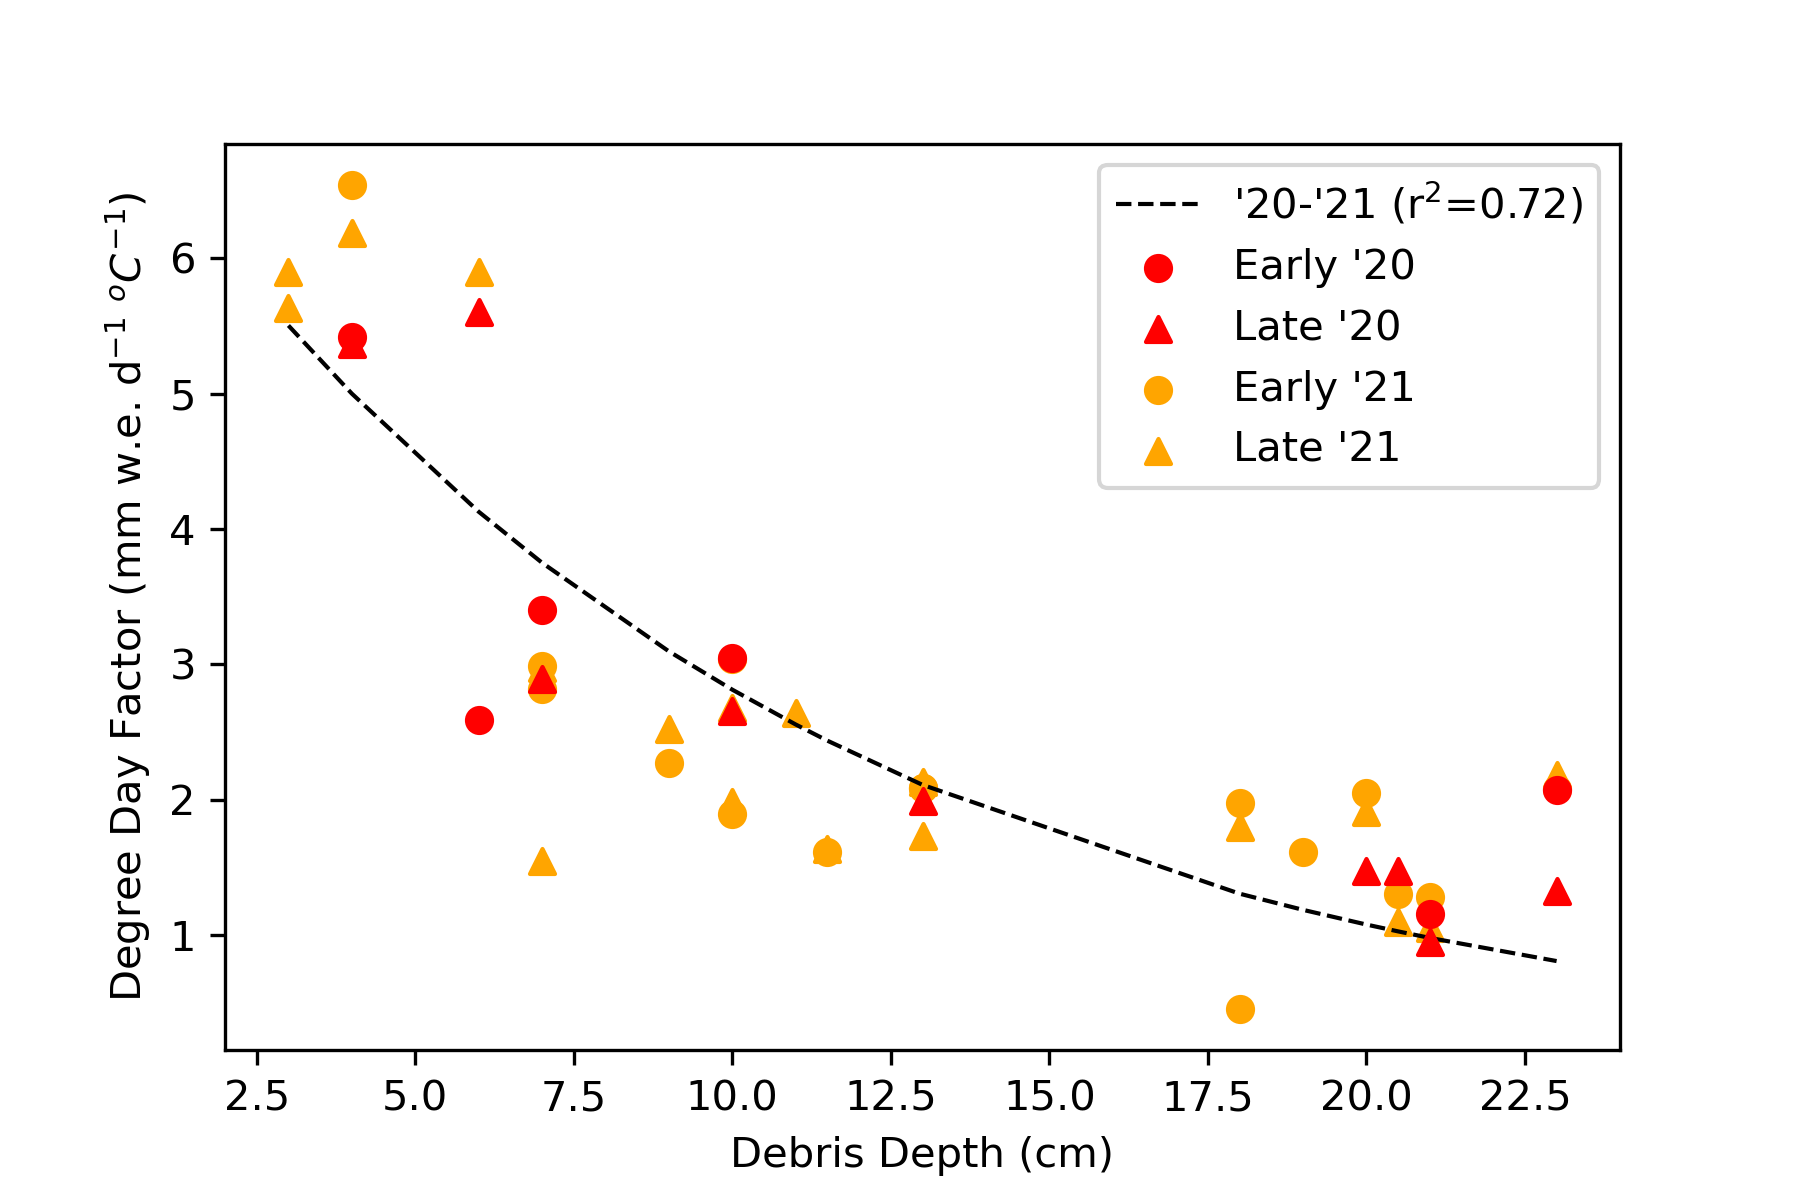 '20-'21 (r²=0.72)
Early '20
Late '20
Early '21
Late '21
Degree Day Factor (mm w.e. d⁻¹ ᵒC⁻¹)
6
5
4
3
2
1
2.5 5.0 7.5 10.0 12.5 15.0 17.5 20.0 22.5
Debris Depth (cm)